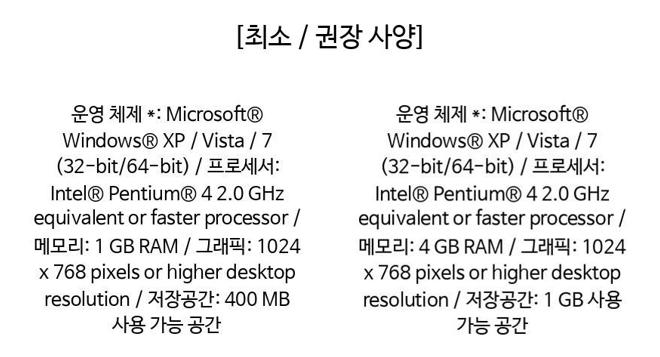 [최소 / 권장 사양]
운영 체제 *: Microsoft®
Windows® XP / Vista / 7
(32-bit/64-bit) / 프로세서:
Intel® Pentium® 4 2.0 GHz
equivalent or faster processor /
메모리: 1 GB RAM / 그래픽: 1024
x 768 pixels or higher desktop
resolution / 저장공간: 400 MB
사용 가능 공간
운영 체제 *: Microsoft®
Windows® XP / Vista / 7
(32-bit/64-bit) / 프로세서:
Intel® Pentium® 4 2.0 GHz
equivalent or faster processor /
메모리: 4 GB RAM / 그래픽: 1024
x 768 pixels or higher desktop
resolution / 저장공간: 1 GB 사용
가능 공간